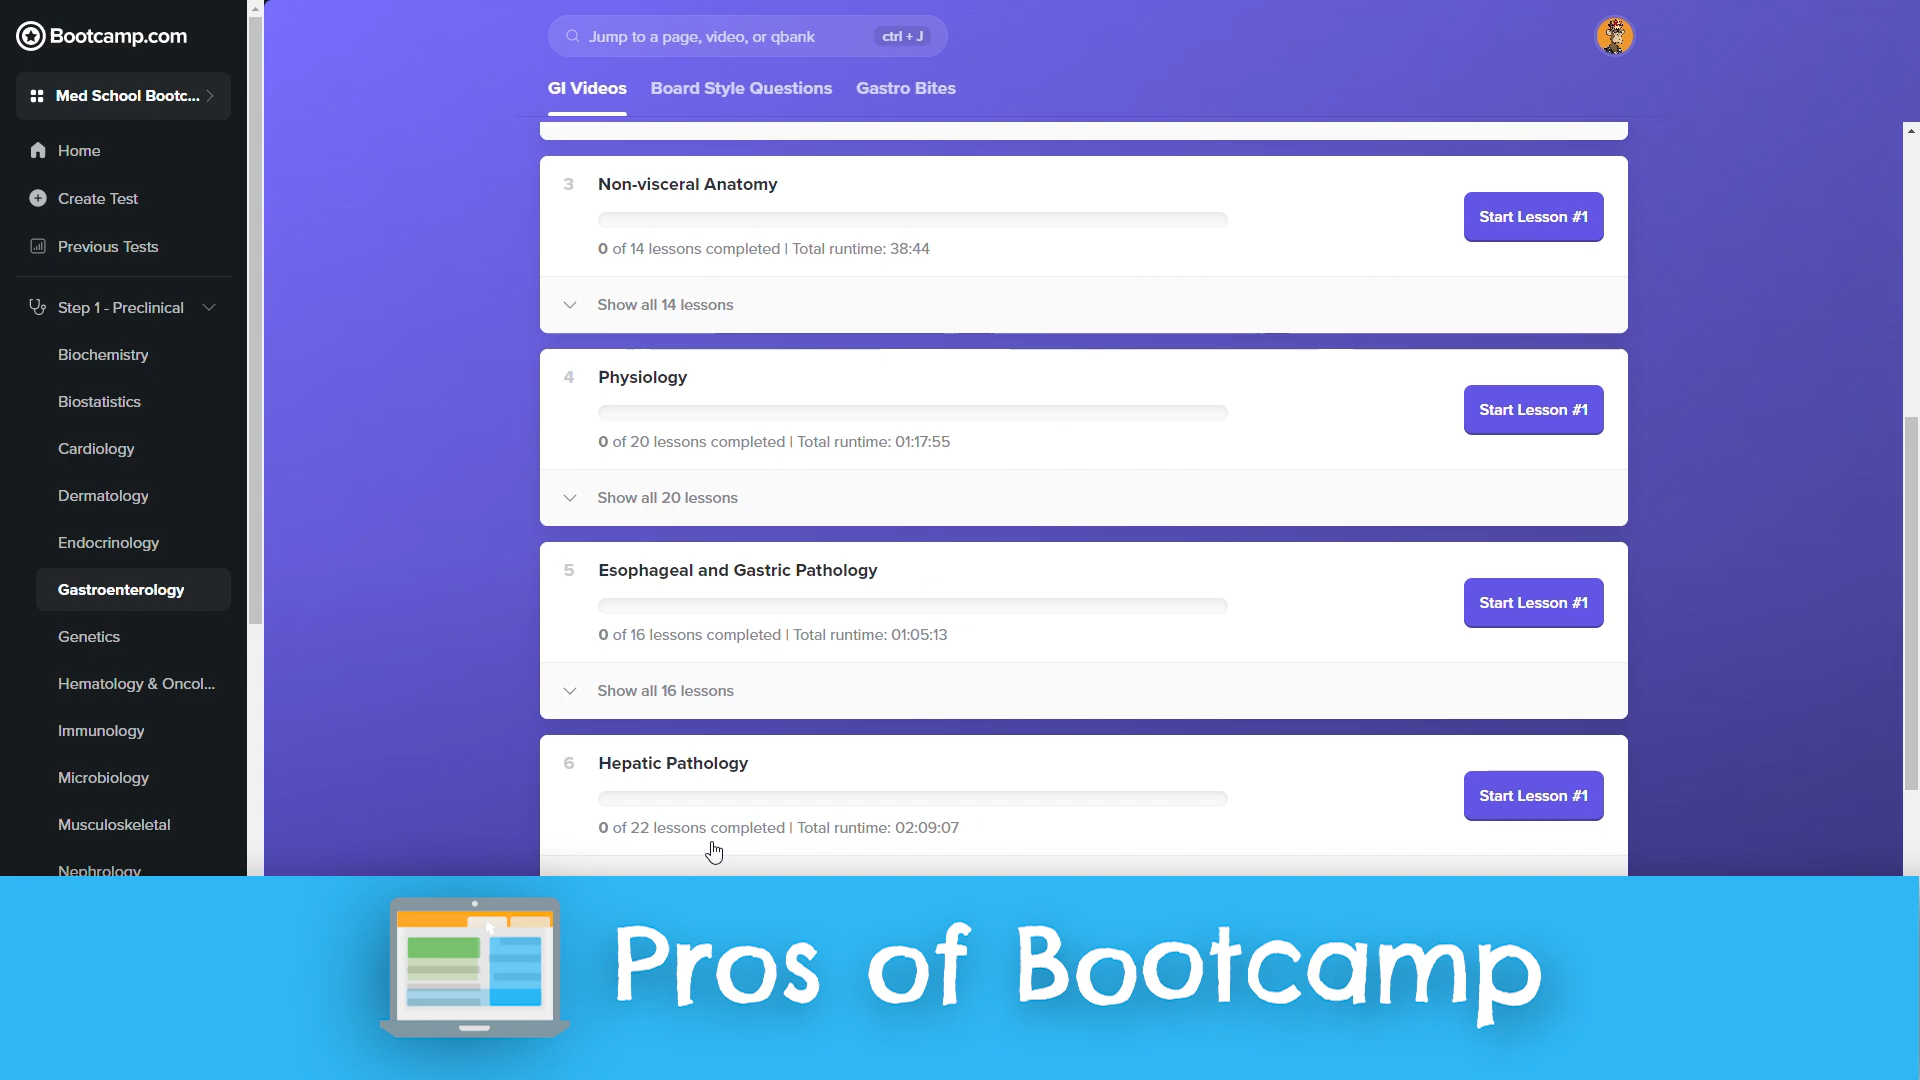 Bootcamp.com
Med School Bootc...
Home
Create Test
Previous Tests
Step 1 - Preclinical
Biochemistry
Biostatistics
Cardiology
Dermatology
Endocrinology
Gastroenterology
Genetics
Hematology & Oncol...
Immunology
Microbiology
Musculoskeletal
Nephrology
Jump to a page, video, or qbank ctrl + J
GI Videos Board Style Questions Gastro Bites
3 Non-visceral Anatomy
0 of 14 lessons completed | Total runtime: 38:44
Start Lesson #1
Show all 14 lessons
4 Physiology
0 of 20 lessons completed | Total runtime: 01:17:55
Start Lesson #1
Show all 20 lessons
5 Esophageal and Gastric Pathology
0 of 16 lessons completed | Total runtime: 01:05:13
Start Lesson #1
Show all 16 lessons
6 Hepatic Pathology
0 of 22 lessons completed | Total runtime: 02:09:07
Start Lesson #1
Pros of Bootcamp